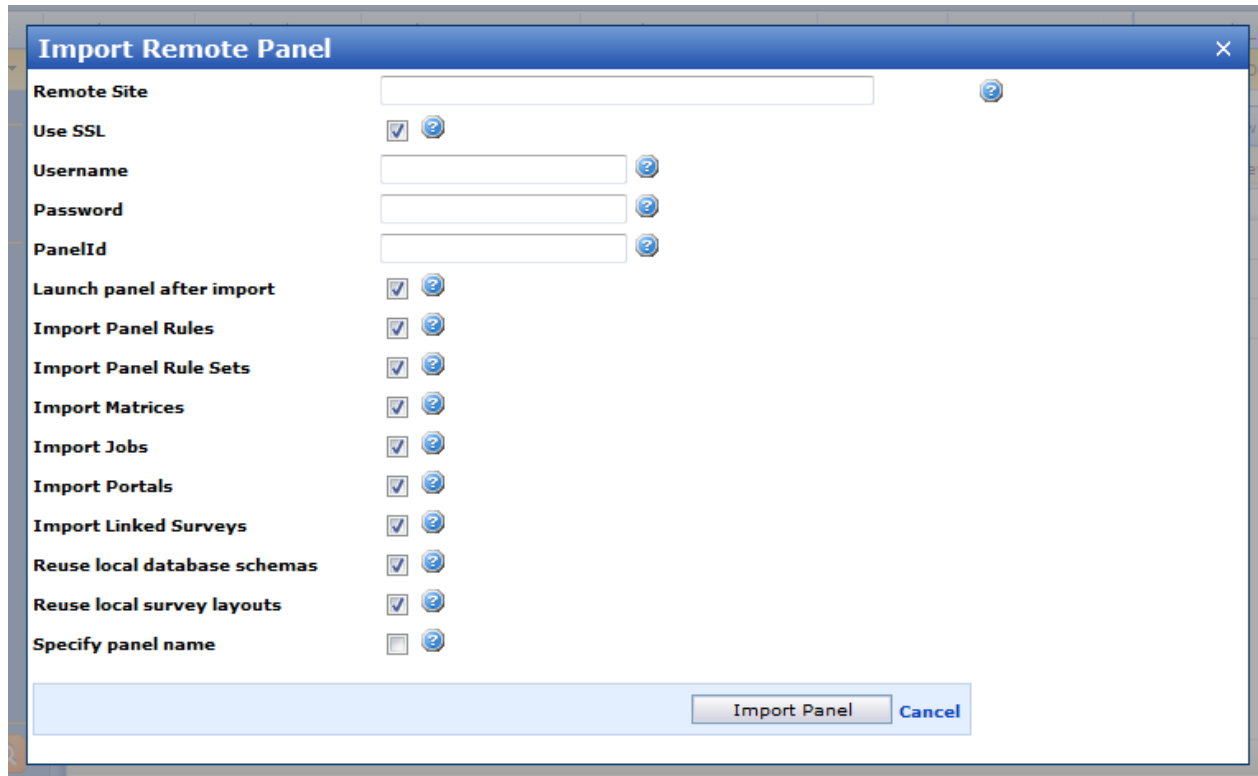 Import Remote Panel
Remote Site
Use SSL
Username
Password
PanelId
Launch panel after import
Import Panel Rules
Import Panel Rule Sets
Import Matrices
Import Jobs
Import Portals
Import Linked Surveys
Reuse local database schemas
Reuse local survey layouts
Specify panel name
Import Panel Cancel